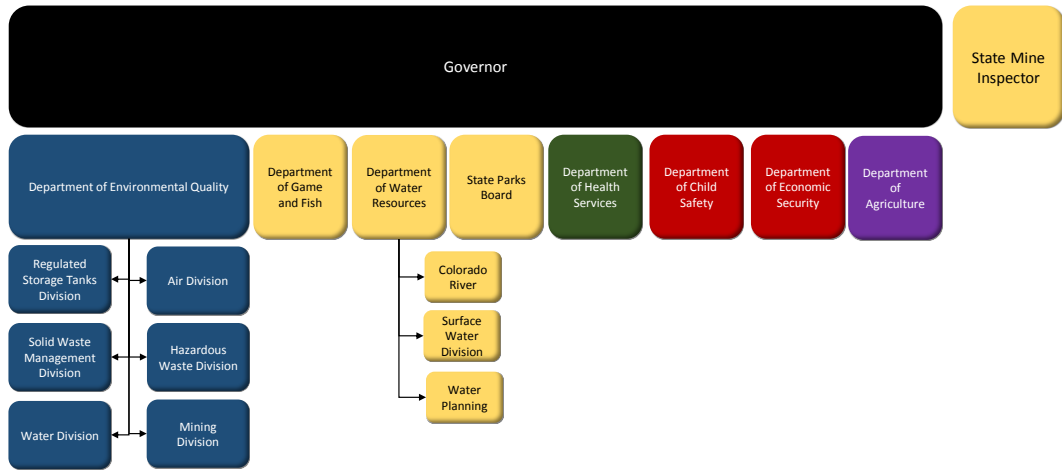 Governor
State Mine
Inspector
Department of Environmental Quality
Department
of Game
and Fish
Department
of Water
Resources
State Parks
Board
Department
of Health
Services
Department
of Child
Safety
Department
of Economic
Security
Department
of
Agriculture
Regulated
Storage Tanks
Division
Air Division
Colorado
River
Solid Waste
Management
Division
Hazardous
Waste Division
Surface
Water
Division
Water Division
Mining
Division
Water
Planning